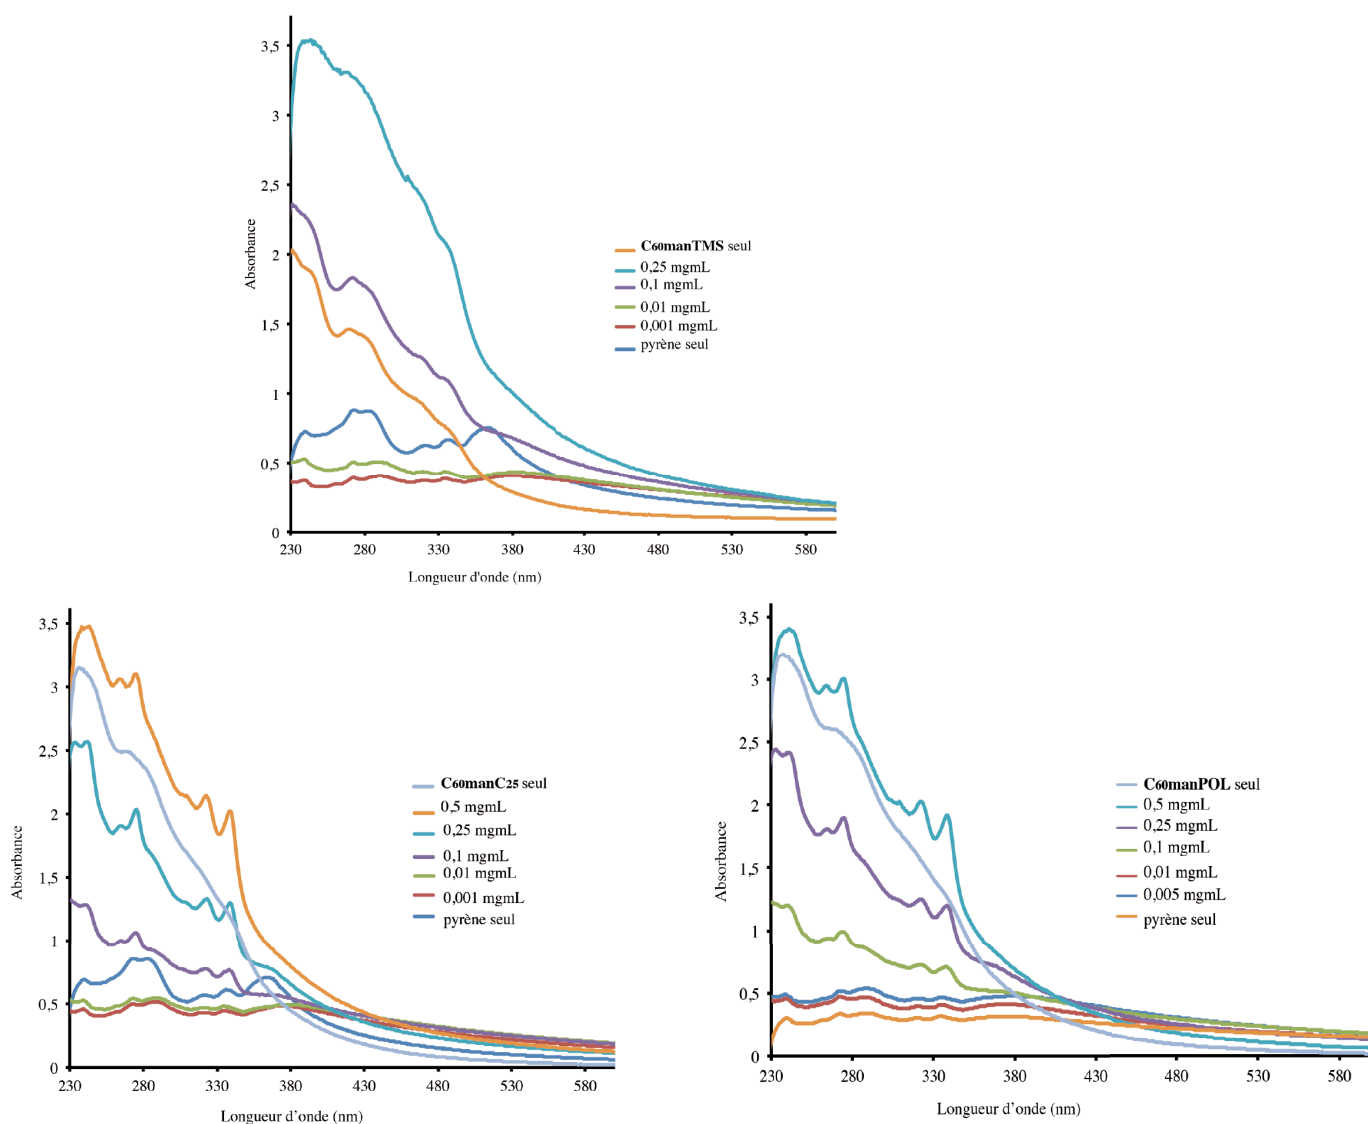 3,5
3
2,5
2
1,5
1
0,5
0
Absorbance
230 280 330 380 430 480 530 580
Longueur d'onde (nm)
C60manTMS seul
0,25 mgmL
0,1 mgmL
0,01 mgmL
0,001 mgmL
pyrène seul
3,5
3
2,5
2
1,5
1
0,5
0
Absorbance
230 280 330 380 430 480 530 580
Longueur d’onde (nm)
C60manC25 seul
0,5 mgmL
0,25 mgmL
0,1 mgmL
0,01 mgmL
0,001 mgmL
pyrène seul
3,5
3
2,5
2
1,5
1
0,5
0
Absorbance
230 280 330 380 430 480 530 580
Longueur d’onde (nm)
C60manPOL seul
0,5 mgmL
0,25 mgmL
0,1 mgmL
0,01 mgmL
0,005 mgmL
pyrène seul